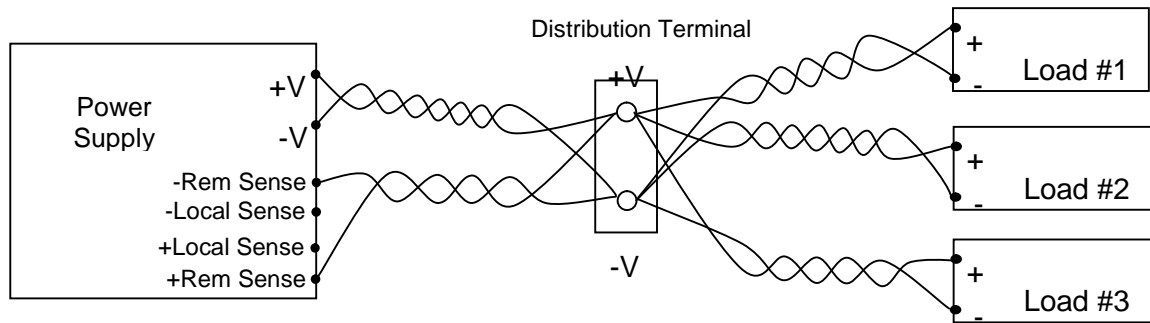 Distribution Terminal
Power
Supply
+V
-V
-Rem Sense
-Local Sense
+Local Sense
+Rem Sense
+V
-V
+
-
Load #1
+
-
Load #2
+
-
Load #3